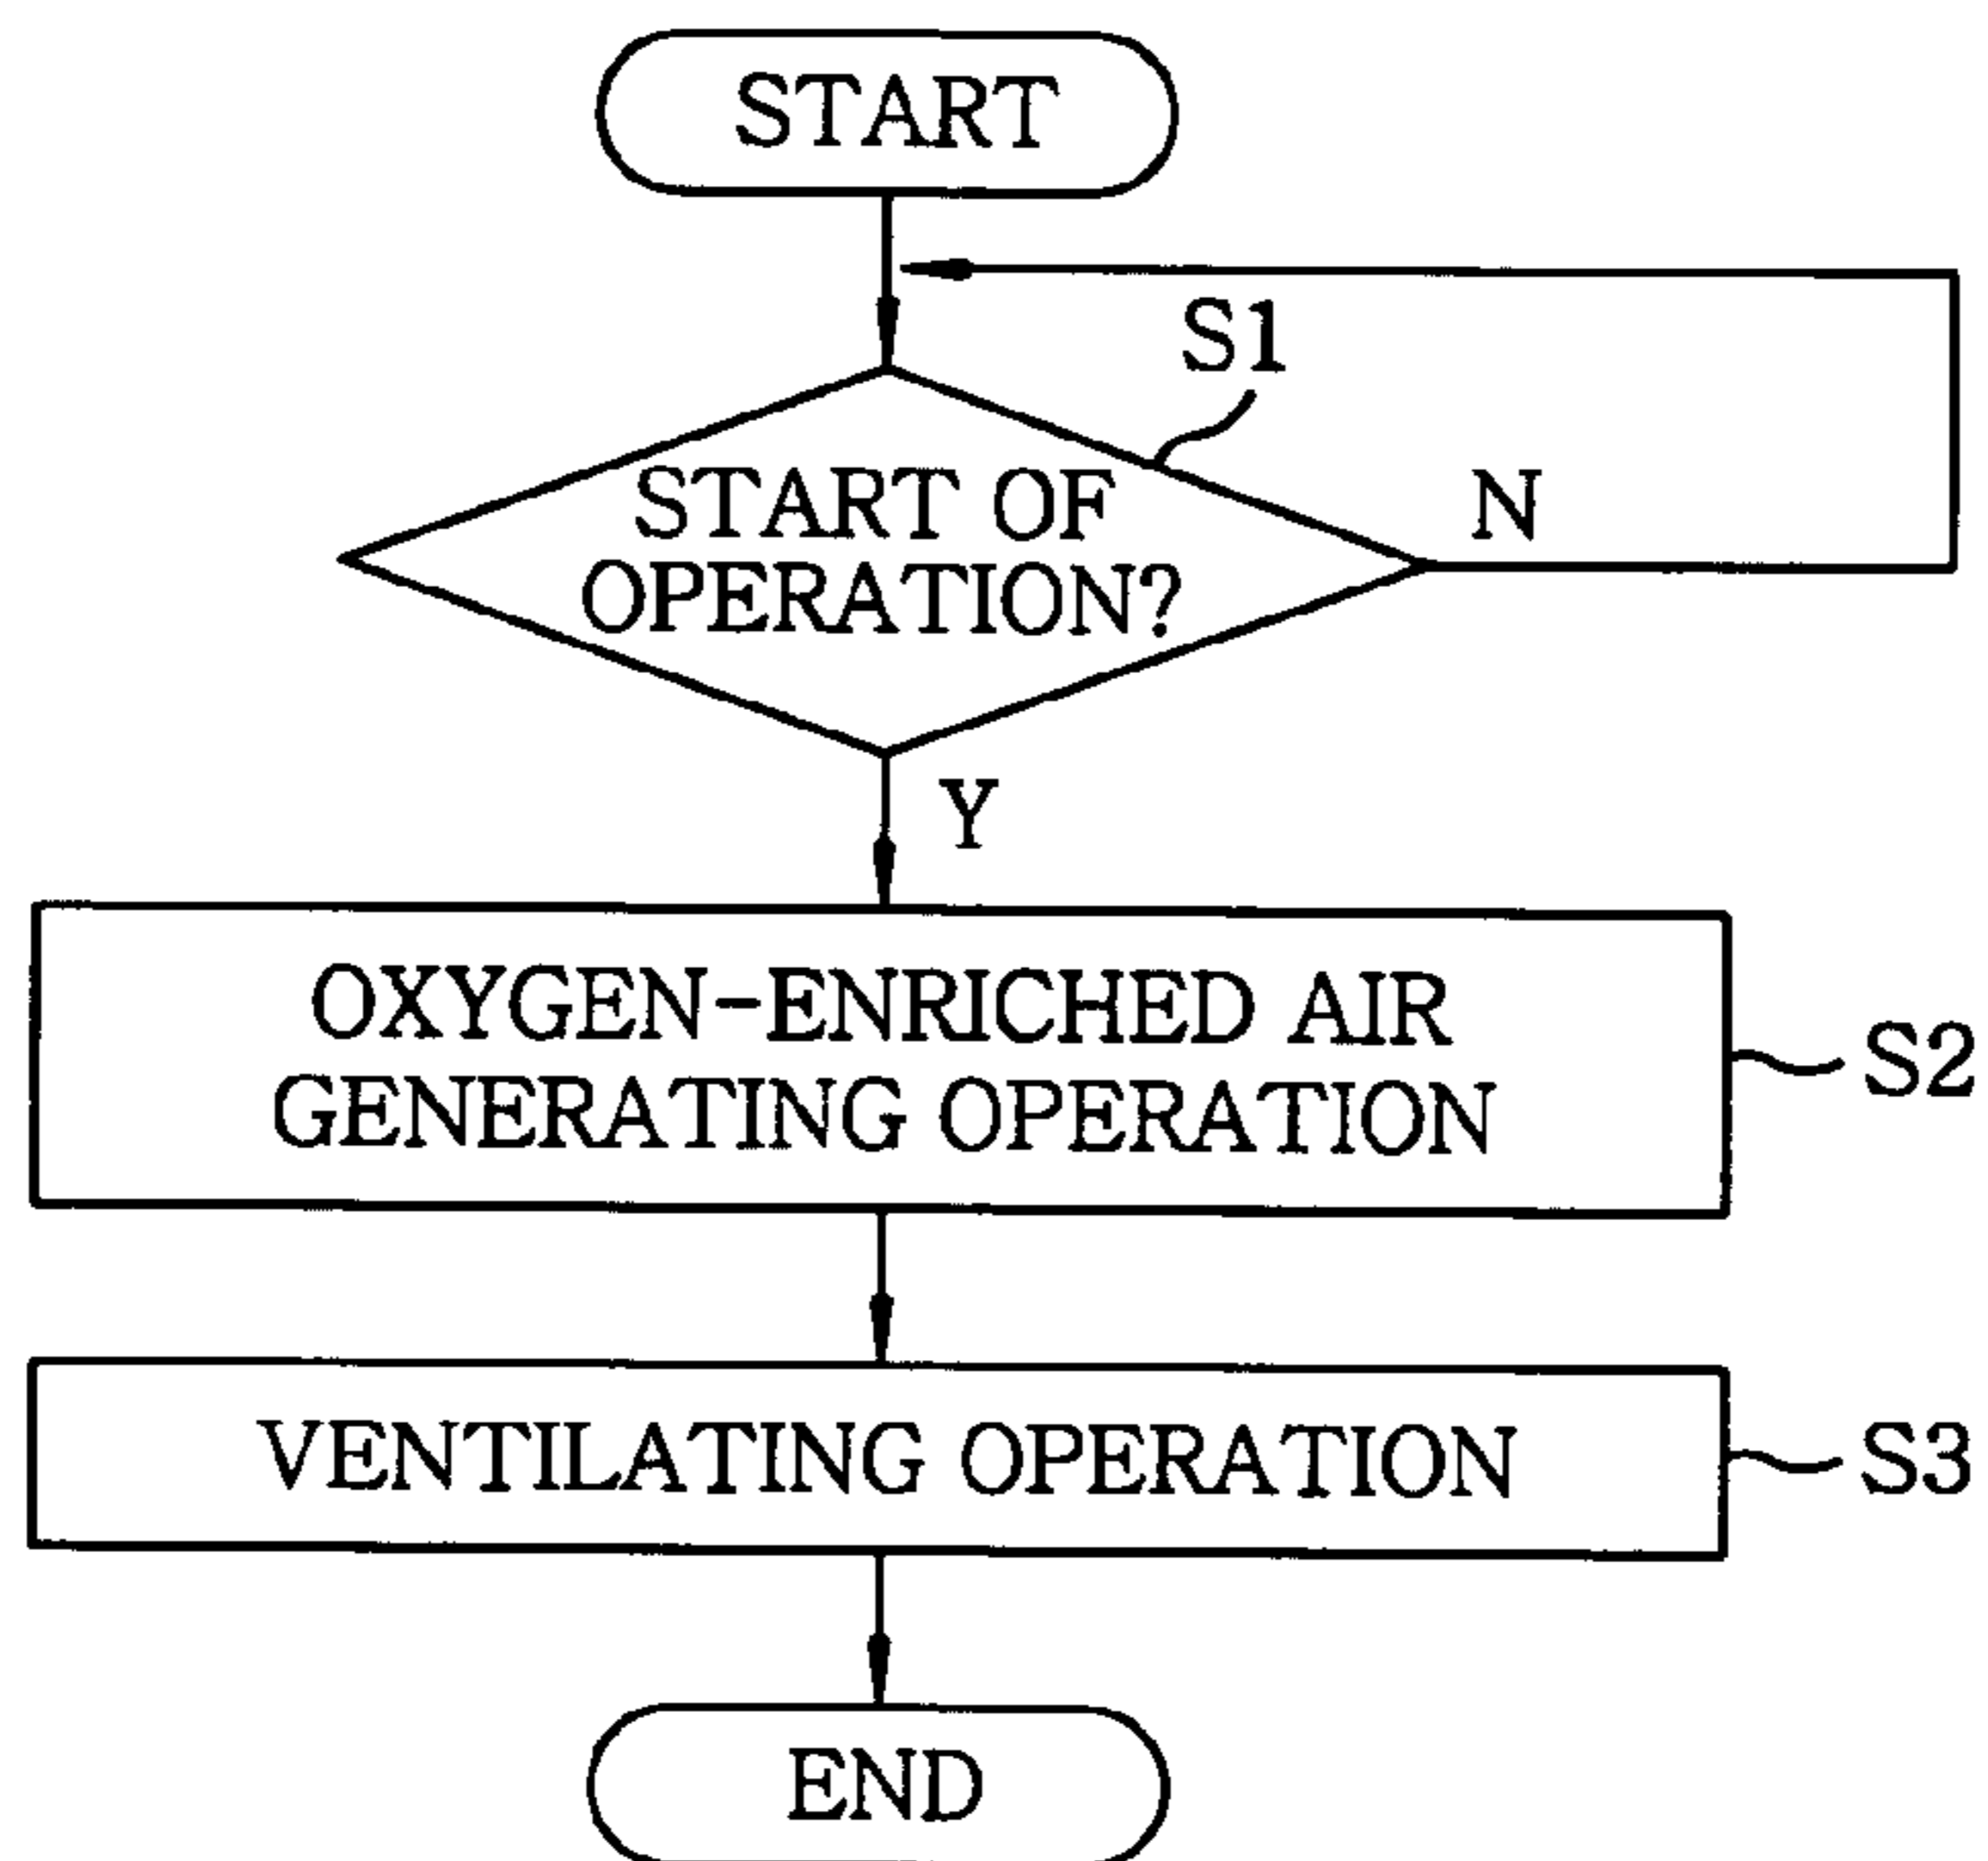 START
S1
START OF
OPERATION?
N
Y
OXYGEN-ENRICHED AIR
GENERATING OPERATION
S2
VENTILATING OPERATION
S3
END